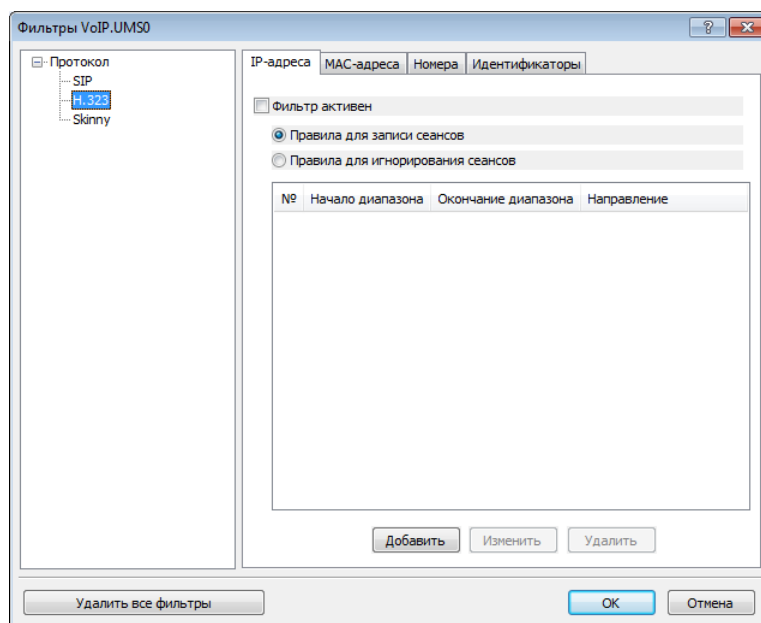 Фильтры VoIP.UMS0
Протокол
SIP
H.323
Skinny
IP-адреса MAC-адреса Номера Идентификаторы
Фильтр активен
Правила для записи сеансов
Правила для игнорирования сеансов
№ Начало диапазона Окончание диапазона Направление
Добавить Изменить Удалить
Удалить все фильтры OK Отмена